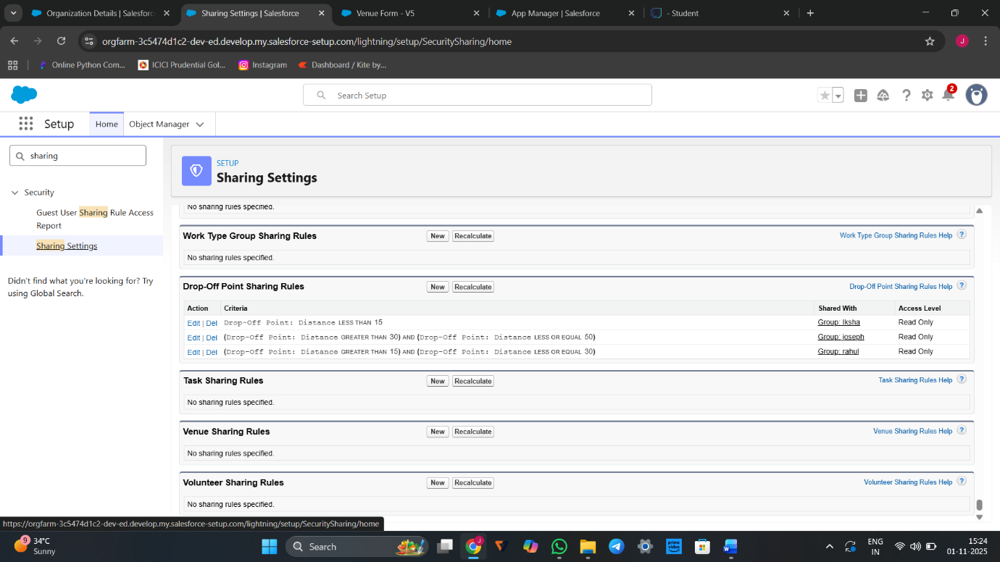 Organization Details | Salesforc
Sharing Settings | Salesforce
Venue Form - V5
App Manager | Salesforce
- Student
orgfarm-3c5474d1c2-dev-ed.develop.my.salesforce-setup.com/lightning/setup/SecuritySharing/home
J
Online Python Com...
ICICI Prudential Gol...
Instagram
Dashboard / Kite by...
Search Setup
2
Setup
Home
Object Manager
sharing
SETUP
Sharing Settings
Security
Guest User Sharing Rule Access
Report
Sharing Settings
Didn't find what you're looking for? Try
using Global Search.
No sharing rules specified.
Work Type Group Sharing Rules New Recalculate Work Type Group Sharing Rules Help ?
No sharing rules specified.
Drop-Off Point Sharing Rules New Recalculate Drop-Off Point Sharing Rules Help ?
Action Criteria Shared With Access Level
Edit | Del Drop-Off Point: Distance LESS THAN 15 Group: Iksha Read Only
Edit | Del (Drop-Off Point: Distance GREATER THAN 30) AND (Drop-Off Point: Distance LESS OR EQUAL 50) Group: joseph Read Only
Edit | Del (Drop-Off Point: Distance GREATER THAN 15) AND (Drop-Off Point: Distance LESS OR EQUAL 30) Group: rahul Read Only
Task Sharing Rules New Recalculate Task Sharing Rules Help ?
No sharing rules specified.
Venue Sharing Rules New Recalculate Venue Sharing Rules Help ?
No sharing rules specified.
Volunteer Sharing Rules New Recalculate Volunteer Sharing Rules Help ?
No sharing rules specified.
https://orgfarm-3c5474d1c2-dev-ed.develop.my.salesforce-setup.com/lightning/setup/SecuritySharing/home
9
34°C
Sunny
Search
J
prime video
W
ENG
IN
15:24
01-11-2025